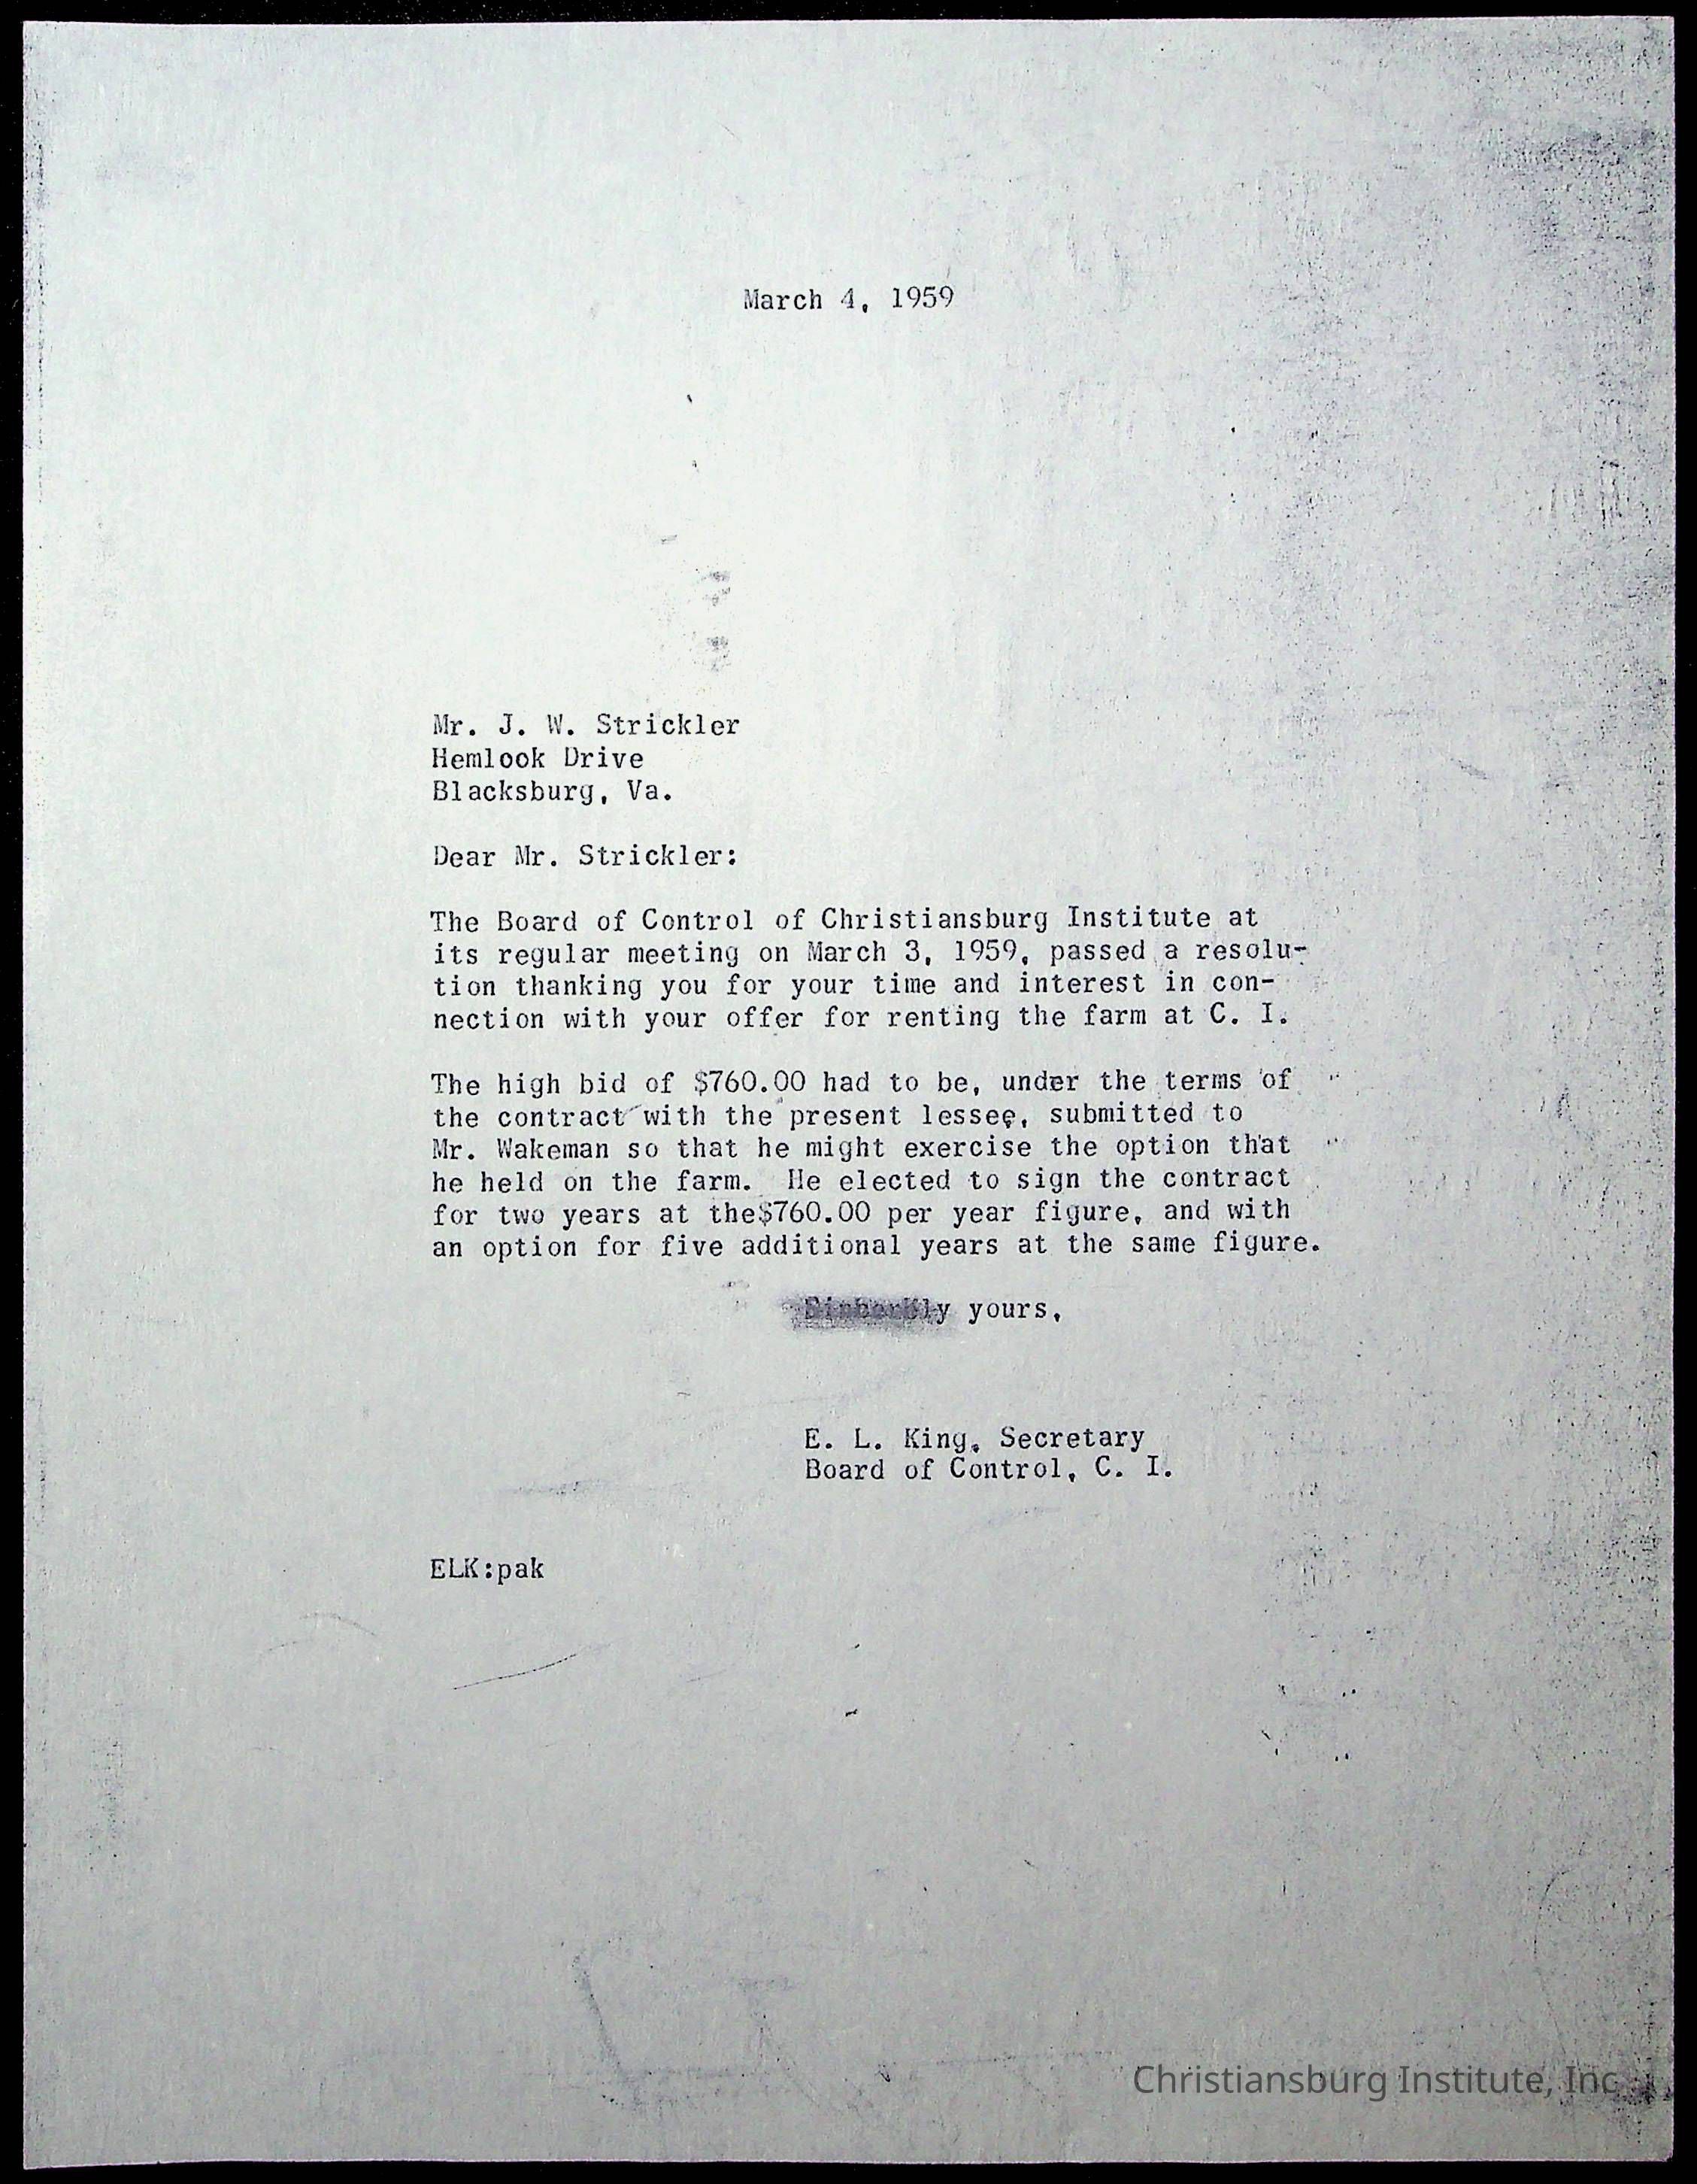 March 4, 1959
Mr. J. W. Strickler
Hemlook Drive
Blacksburg, Va.
Dear Mr. Strickler:
The Board of Control of Christiansburg Institute at
its regular meeting on March 3, 1959, passed a resolu-
tion thanking you for your time and interest in con-
nection with your offer for renting the farm at C. I.
The high bid of $760.00 had to be, under the terms of
the contract with the present lessee, submitted to
Mr. Wakeman so that he might exercise the option that
he held on the farm. He elected to sign the contract
for two years at the$760.00 per year figure, and with
an option for five additional years at the same figure.
yours,
E. L. King, Secretary
Board of Control, C. I.
ELK:pak
Christiansburg Institute, Inc